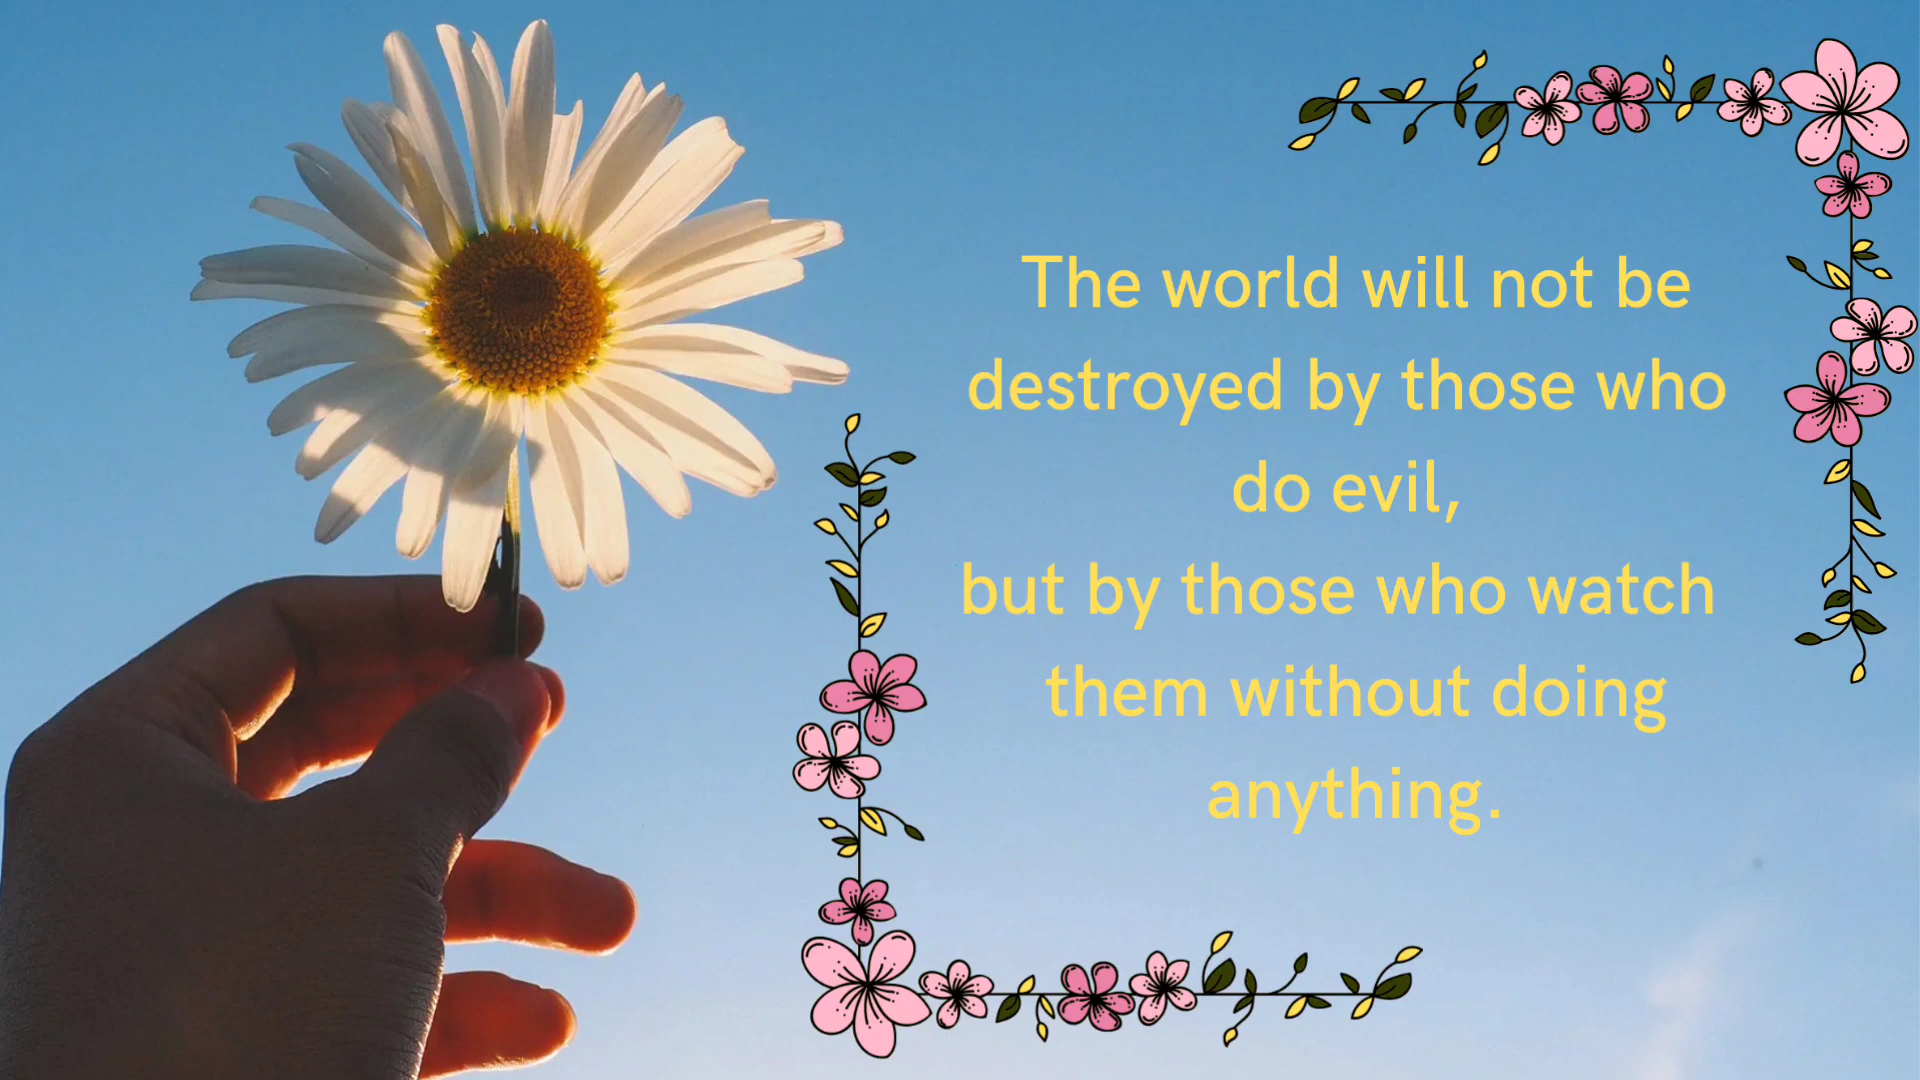 The world will not be
destroyed by those who
do evil,
but by those who watch
them without doing
anything.